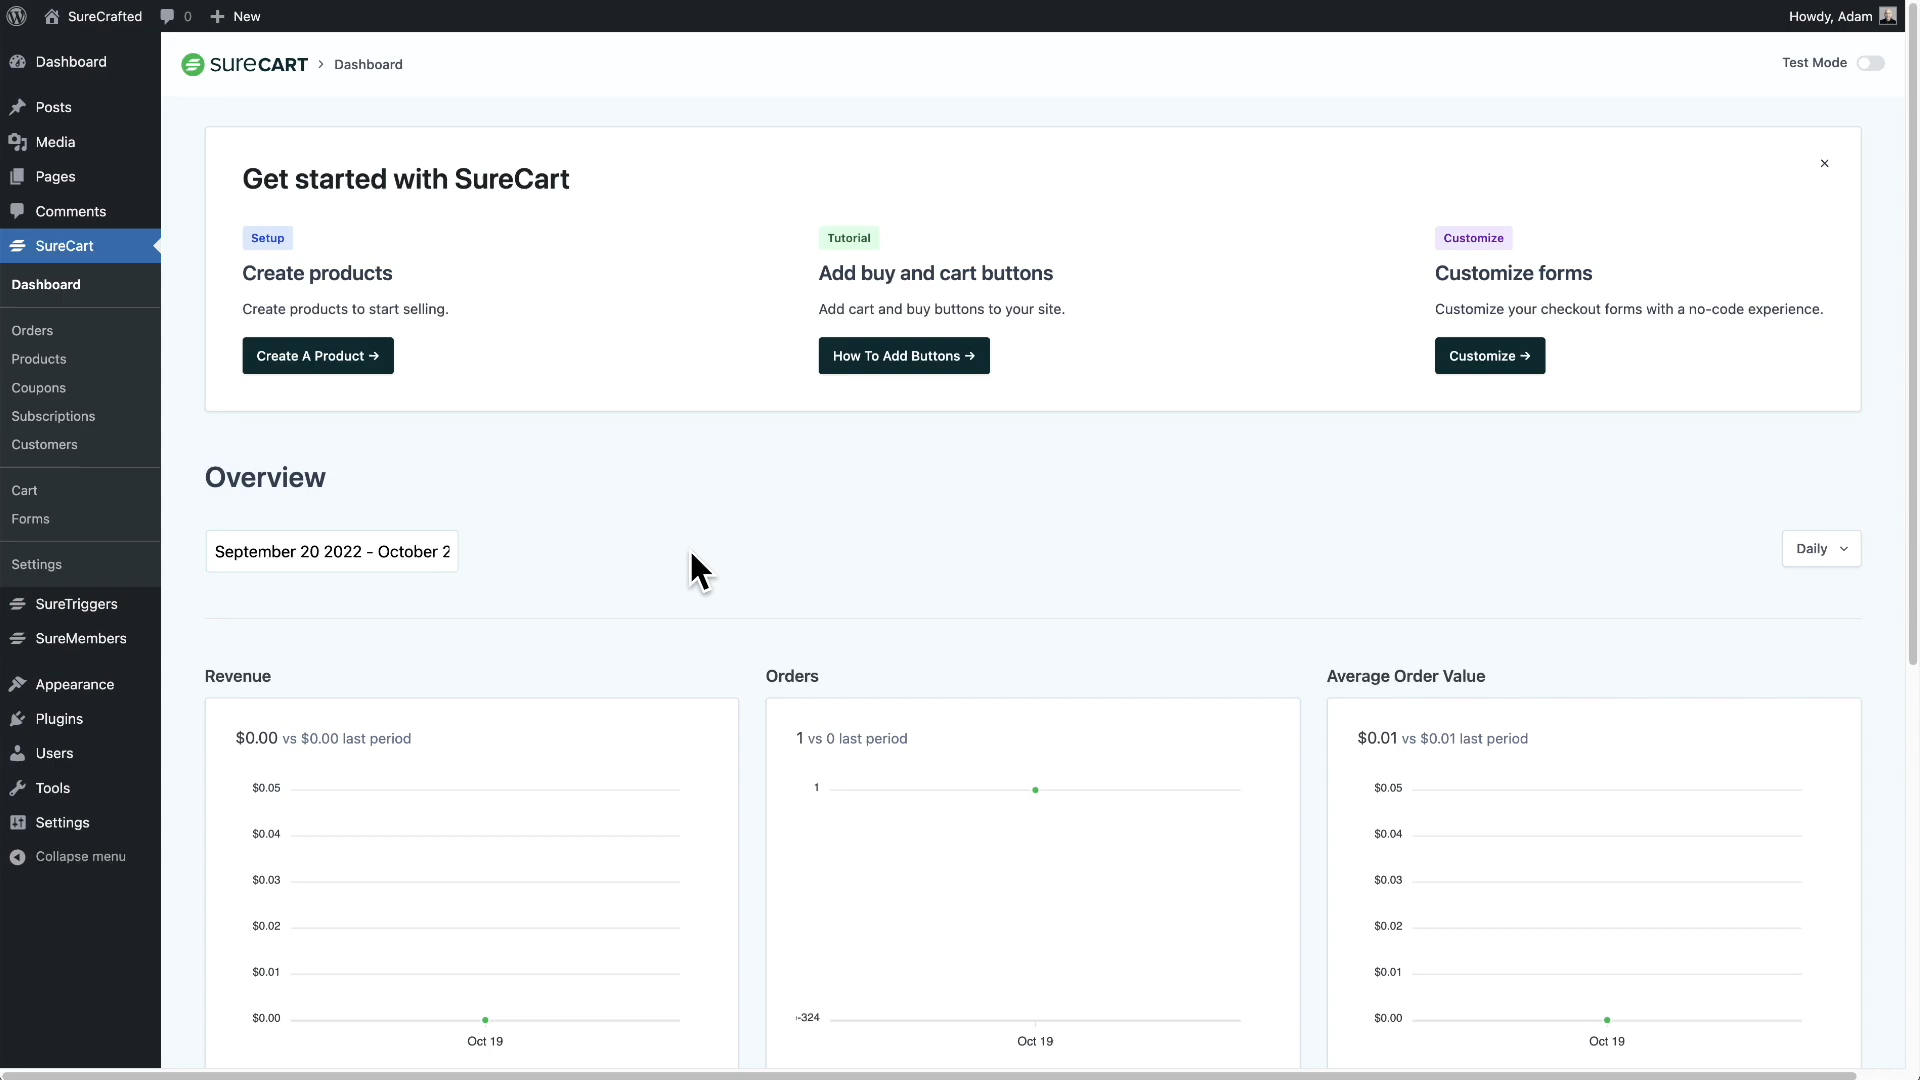 SureCrafted
0
New
Howdy, Adam
Dashboard
Posts
Media
Pages
Comments
SureCart
Dashboard
Orders
Products
Coupons
Subscriptions
Customers
Cart
Forms
Settings
SureTriggers
SureMembers
Appearance
Plugins
Users
Tools
Settings
Collapse menu
SURECART > Dashboard
Test Mode
Get started with SureCart
Setup
Create products
Create products to start selling.
Create A Product →
Tutorial
Add buy and cart buttons
Add cart and buy buttons to your site.
How To Add Buttons →
Customize
Customize forms
Customize your checkout forms with a no-code experience.
Customize →
Overview
September 20 2022 - October 2
Daily
Revenue
$0.00 vs $0.00 last period
$0.05
$0.04
$0.03
$0.02
$0.01
$0.00
Oct 19
Orders
1 vs 0 last period
1
-324
Oct 19
Average Order Value
$0.01 vs $0.01 last period
$0.05
$0.04
$0.03
$0.02
$0.01
$0.00
Oct 19